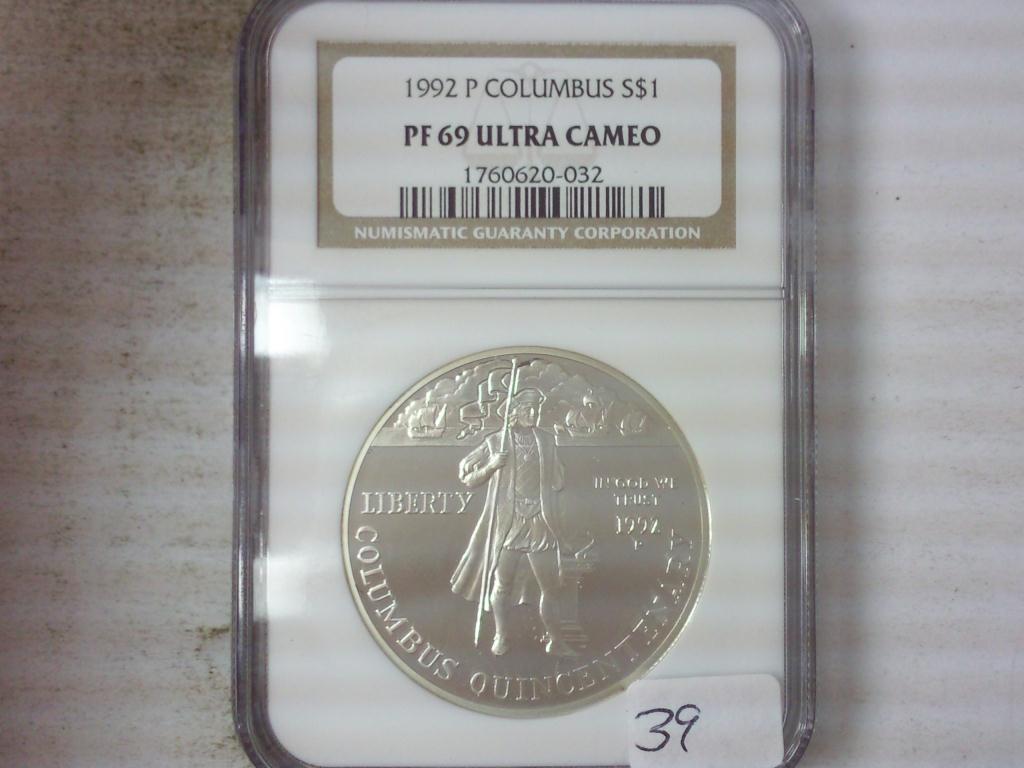 1992 P COLUMBUS S$1
PF 69 ULTRA CAMEO
1760620-032
NUMISMATIC GUARANTY CORPORATION
LIBERTY
IN GOD WE
TRUST
1992
P
COLUMBUS QUINCENTENARY
39